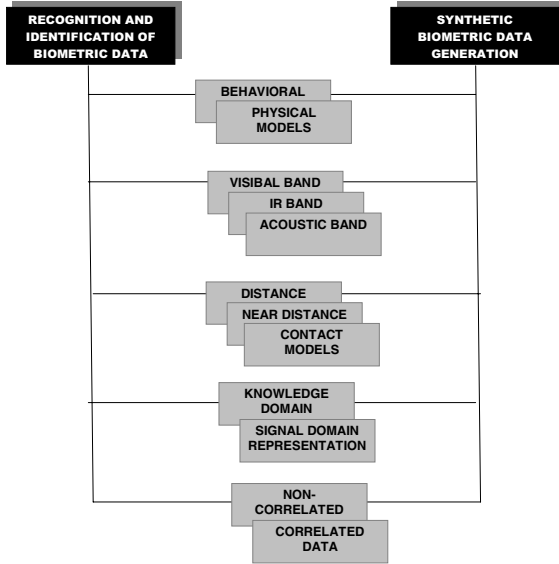 RECOGNITION AND
IDENTIFICATION OF
BIOMETRIC DATA
SYNTHETIC
BIOMETRIC DATA
GENERATION
BEHAVIORAL
PHYSICAL
MODELS
VISIBAL BAND
IR BAND
ACOUSTIC BAND
DISTANCE
NEAR DISTANCE
CONTACT
MODELS
KNOWLEDGE
DOMAIN
SIGNAL DOMAIN
REPRESENTATION
NON-
CORRELATED
CORRELATED
DATA